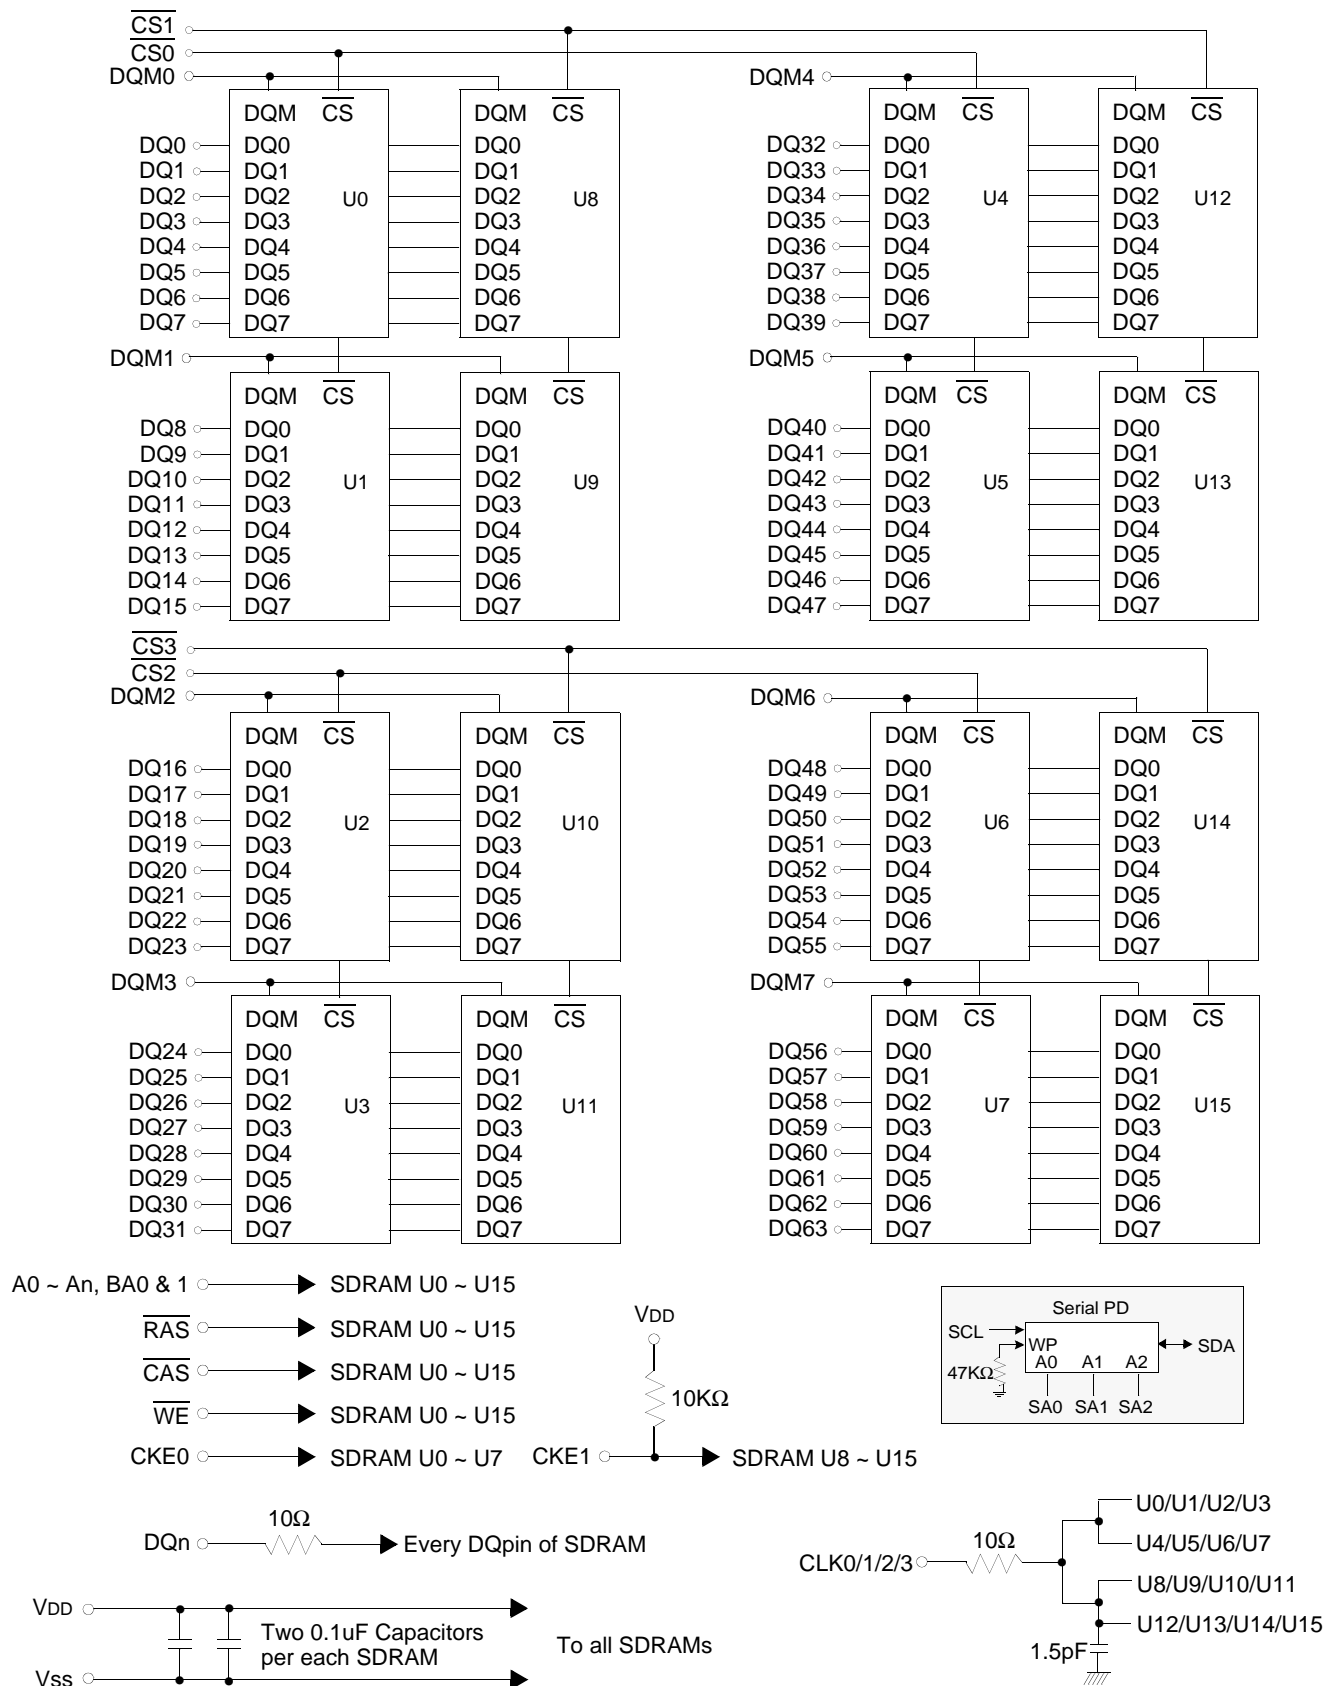 CS1
CS0
DQM0
DQM CS
DQ0 DQ0
DQ1 DQ1
DQ2 DQ2
DQ3 DQ3
DQ4 DQ4
DQ5 DQ5
DQ6 DQ6
DQ7 DQ7
U0
DQM CS
DQ0
DQ1
DQ2
DQ3
DQ4
DQ5
DQ6
DQ7
U8
DQM4
DQM CS
DQ32 DQ0
DQ33 DQ1
DQ34 DQ2
DQ35 DQ3
DQ36 DQ4
DQ37 DQ5
DQ38 DQ6
DQ39 DQ7
U4
DQM CS
DQ0
DQ1
DQ2
DQ3
DQ4
DQ5
DQ6
DQ7
U12
DQM1
DQM CS
DQ8 DQ0
DQ9 DQ1
DQ10 DQ2
DQ11 DQ3
DQ12 DQ4
DQ13 DQ5
DQ14 DQ6
DQ15 DQ7
U1
DQM CS
DQ0
DQ1
DQ2
DQ3
DQ4
DQ5
DQ6
DQ7
U9
DQM5
DQM CS
DQ40 DQ0
DQ41 DQ1
DQ42 DQ2
DQ43 DQ3
DQ44 DQ4
DQ45 DQ5
DQ46 DQ6
DQ47 DQ7
U5
DQM CS
DQ0
DQ1
DQ2
DQ3
DQ4
DQ5
DQ6
DQ7
U13
CS3
CS2
DQM2
DQM CS
DQ16 DQ0
DQ17 DQ1
DQ18 DQ2
DQ19 DQ3
DQ20 DQ4
DQ21 DQ5
DQ22 DQ6
DQ23 DQ7
U2
DQM CS
DQ0
DQ1
DQ2
DQ3
DQ4
DQ5
DQ6
DQ7
U10
DQM6
DQM CS
DQ48 DQ0
DQ49 DQ1
DQ50 DQ2
DQ51 DQ3
DQ52 DQ4
DQ53 DQ5
DQ54 DQ6
DQ55 DQ7
U6
DQM CS
DQ0
DQ1
DQ2
DQ3
DQ4
DQ5
DQ6
DQ7
U14
DQM3
DQM CS
DQ24 DQ0
DQ25 DQ1
DQ26 DQ2
DQ27 DQ3
DQ28 DQ4
DQ29 DQ5
DQ30 DQ6
DQ31 DQ7
U3
DQM CS
DQ0
DQ1
DQ2
DQ3
DQ4
DQ5
DQ6
DQ7
U11
DQM7
DQM CS
DQ56 DQ0
DQ57 DQ1
DQ58 DQ2
DQ59 DQ3
DQ60 DQ4
DQ61 DQ5
DQ62 DQ6
DQ63 DQ7
U7
DQM CS
DQ0
DQ1
DQ2
DQ3
DQ4
DQ5
DQ6
DQ7
U15
A0 ~ An, BA0 & 1 SDRAM U0 ~ U15
RAS SDRAM U0 ~ U15
CAS SDRAM U0 ~ U15
WE SDRAM U0 ~ U15
CKE0 SDRAM U0 ~ U7
VDD
10KΩ
CKE1 SDRAM U8 ~ U15
Serial PD
SCL
WP
SDA
47KΩ
A0 A1 A2
SA0 SA1 SA2
10Ω
DQn Every DQpin of SDRAM
10Ω
CLK0/1/2/3
U0/U1/U2/U3
U4/U5/U6/U7
U8/U9/U10/U11
U12/U13/U14/U15
1.5pF
VDD
Two 0.1uF Capacitors
per each SDRAM
To all SDRAMs
Vss